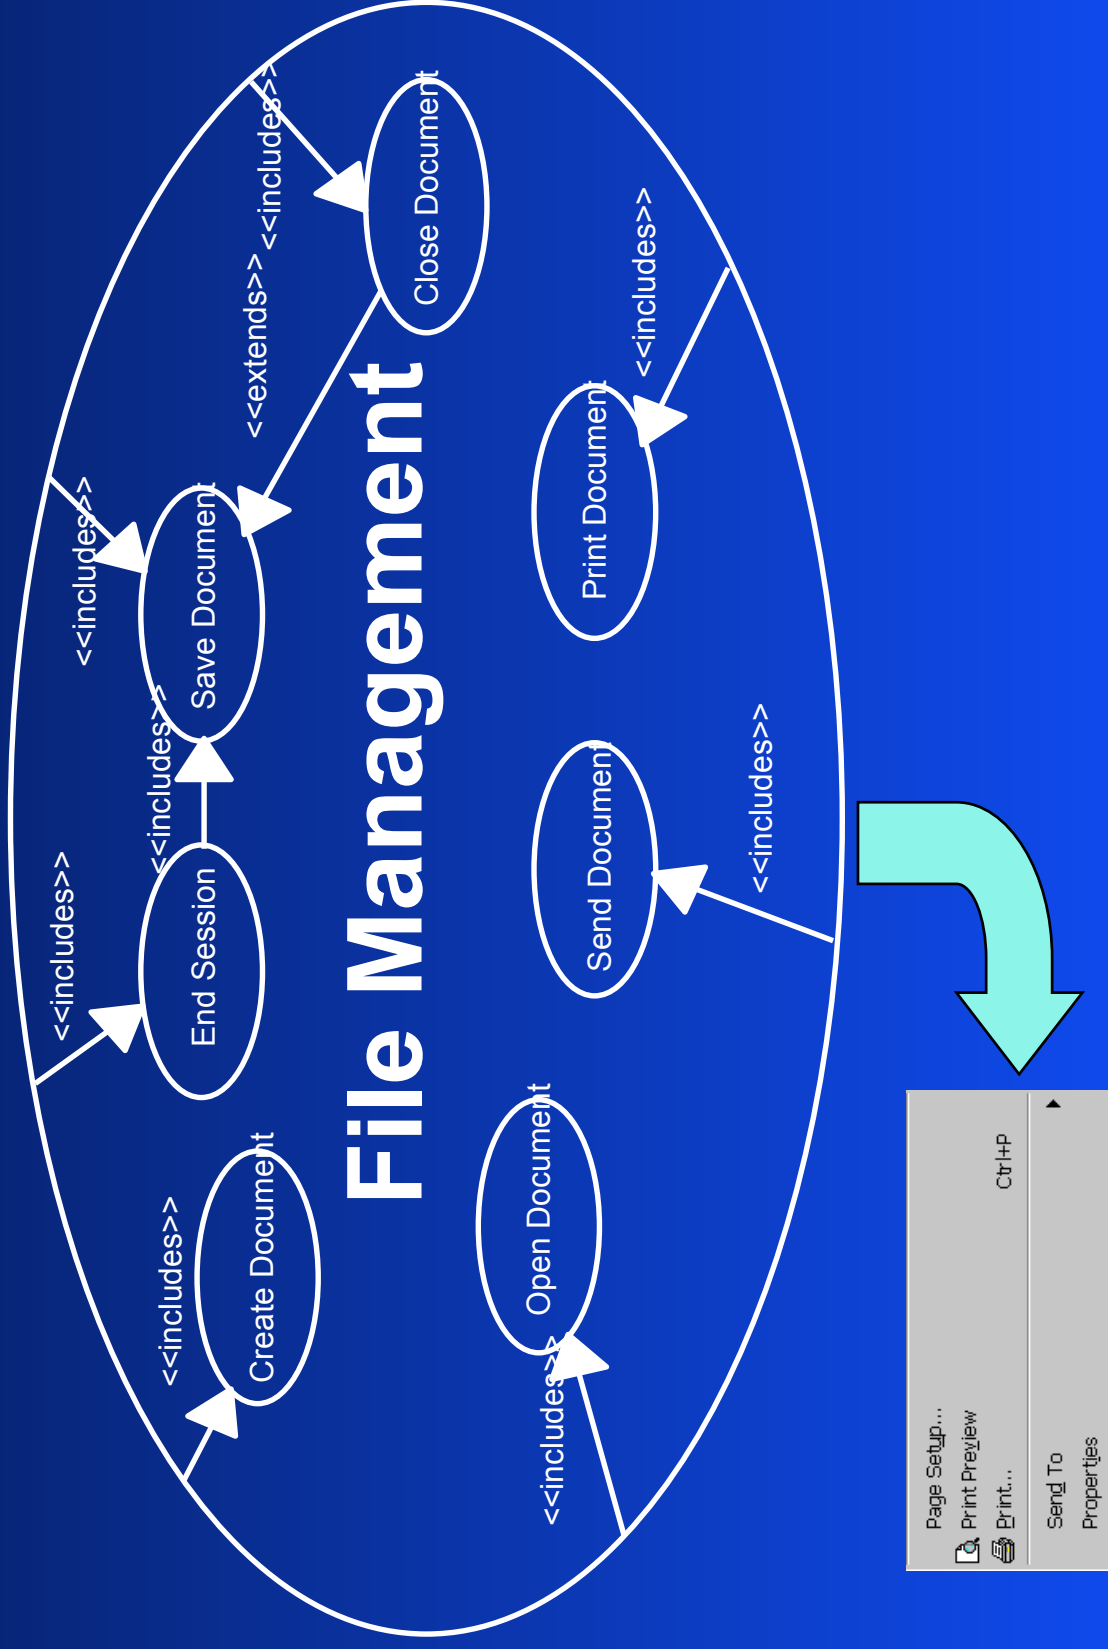 <<includes>>
<<includes>>
<<includes>>
<<includes>>
<<extends>>
<<includes>>
Create Document
End Session
Save Document
Close Document
File Management
Open Document
Send Document
Print Document
<<includes>>
<<includes>>
<<includes>>
Page Setup...
Print Preview
Print... Ctrl+P
Send To
Properties